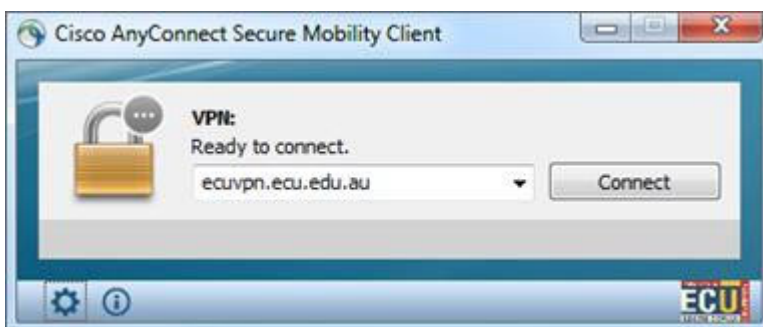 Cisco AnyConnect Secure Mobility Client
VPN:
Ready to connect.
ecuvpn.ecu.edu.au
Connect
ECU